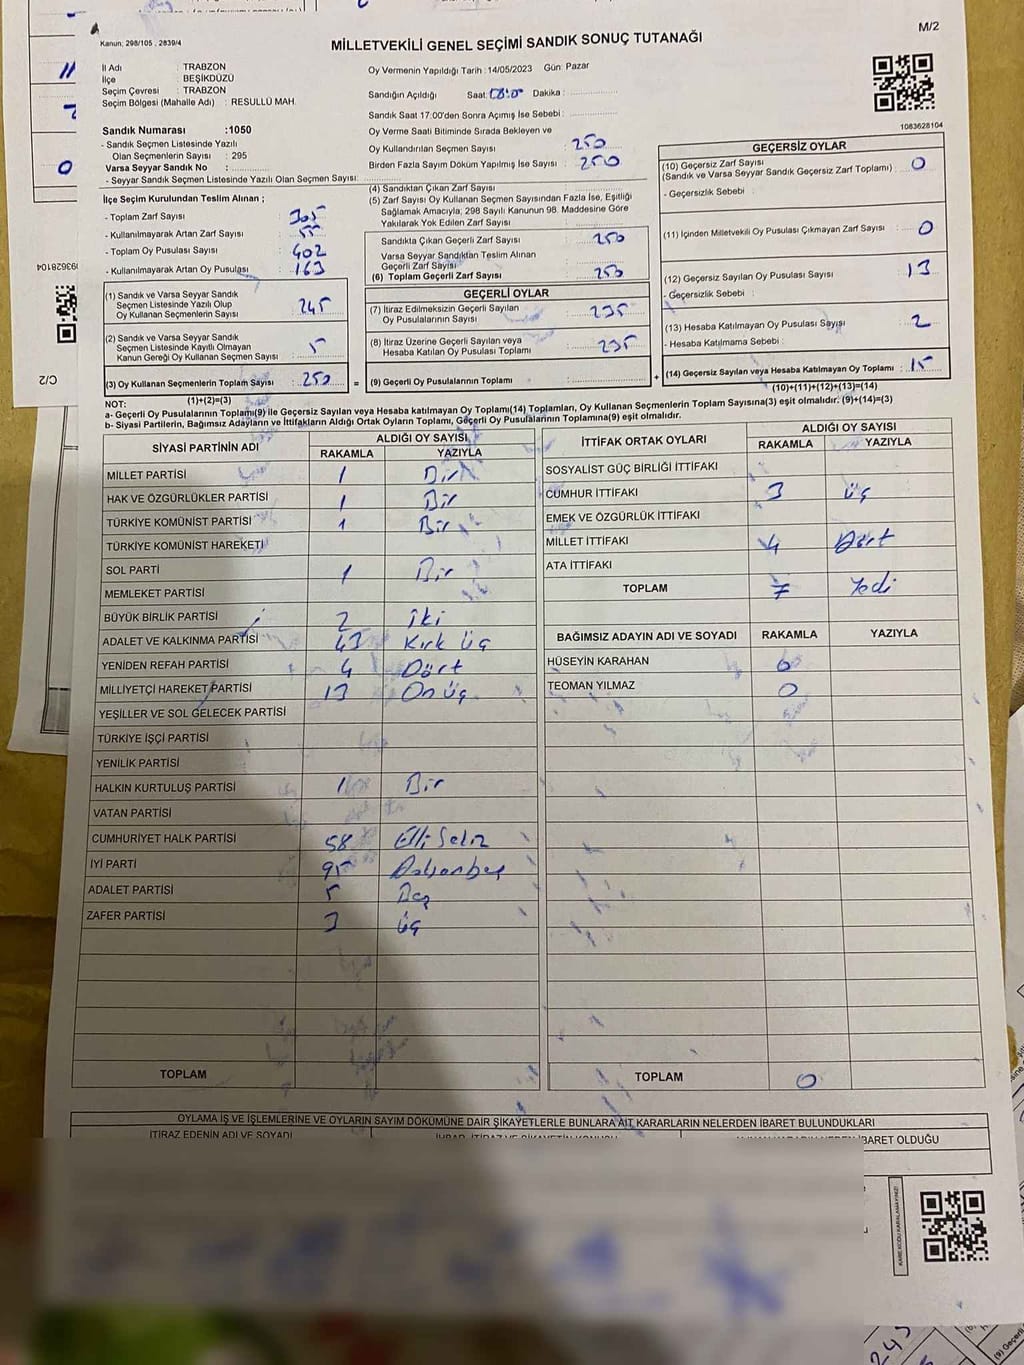 M/2
Kanun; 298/105 , 2839/4
MİLLETVEKİLİ GENEL SEÇİMİ SANDIK SONUÇ TUTANAĞI
İl Adı : TRABZON
İlçe : BEŞİKDÜZÜ
Seçim Çevresi : TRABZON
Seçim Bölgesi (Mahalle Adı) : RESULLÜ MAH.
Sandık Numarası :1050
- Sandık Seçmen Listesinde Yazılı
Olan Seçmenlerin Sayısı : 295
Varsa Seyyar Sandık No :
- Seyyar Sandık Seçmen Listesinde Yazılı Olan Seçmen Sayısı:
Oy Vermenin Yapıldığı Tarih :14/05/2023 Gün: Pazar
Sandığın Açıldığı Saat: 08:00 Dakika :
Sandık Saat 17:00'den Sonra Açımış İse Sebebi :
Oy Verme Saati Bitiminde Sırada Bekleyen ve
Oy Kullandırılan Seçmen Sayısı : 250
Birden Fazla Sayım Döküm Yapılmış İse Sayısı : 250
1083628104
İlçe Seçim Kurulundan Teslim Alınan ;
- Toplam Zarf Sayısı : 305
- Kullanılmayarak Artan Zarf Sayısı : 55
- Toplam Oy Pusulası Sayısı : 402
- Kullanılmayarak Artan Oy Pusulası : 163
(1) Sandık ve Varsa Seyyar Sandık
Seçmen Listesinde Yazılı Olup
Oy Kullanan Seçmenlerin Sayısı : 245
(2) Sandık ve Varsa Seyyar Sandık
Seçmen Listesinde Kayıtlı Olmayan
Kanun Gereği Oy Kullanan Seçmen Sayısı : 5
(3) Oy Kullanan Seçmenlerin Toplam Sayısı : 250 =
(1)+(2)=(3)
(4) Sandıktan Çıkan Zarf Sayısı :
(5) Zarf Sayısı Oy Kullanan Seçmen Sayısından Fazla İse, Eşitliği
Sağlamak Amacıyla; 298 Sayılı Kanunun 98. Maddesine Göre
Yakılarak Yok Edilen Zarf Sayısı :
Sandıkta Çıkan Geçerli Zarf Sayısı : 250
Varsa Seyyar Sandıktan Teslim Alınan
Geçerli Zarf Sayısı :
(6) Toplam Geçerli Zarf Sayısı : 250
GEÇERLİ OYLAR
(7) İtiraz Edilmeksizin Geçerli Sayılan
Oy Pusulalarının Sayısı : 235
(8) İtiraz Üzerine Geçerli Sayılan veya
Hesaba Katılan Oy Pusulası Toplamı : 235
(9) Geçerli Oy Pusulalarının Toplamı : +
GEÇERSİZ OYLAR
(10) Geçersiz Zarf Sayısı
(Sandık ve Varsa Seyyar Sandık Geçersiz Zarf Toplamı) : 0
- Geçersizlik Sebebi :
(11) İçinden Milletvekili Oy Pusulası Çıkmayan Zarf Sayısı : 0
(12) Geçersiz Sayılan Oy Pusulası Sayısı : 13
- Geçersizlik Sebebi :
(13) Hesaba Katılmayan Oy Pusulası Sayısı : 2
- Hesaba Katılmama Sebebi :
(14) Geçersiz Sayılan veya Hesaba Katılmayan Oy Toplamı : 15
(10)+(11)+(12)+(13)=(14)
NOT:
a- Geçerli Oy Pusulalarının Toplamı(9) ile Geçersiz Sayılan veya Hesaba katılmayan Oy Toplamı(14) Toplamları, Oy Kullanan Seçmenlerin Toplam Sayısına(3) eşit olmalıdır. (9)+(14)=(3)
b- Siyasi Partilerin, Bağımsız Adayların ve İttifakların Aldığı Ortak Oyların Toplamı, Geçerli Oy Pusulalarının Toplamına(9) eşit olmalıdır.
SİYASİ PARTİNİN ADI ALDIĞI OY SAYISI
RAKAMLA YAZIYLA
MİLLET PARTİSİ 1 Bir
HAK VE ÖZGÜRLÜKLER PARTİSİ 1 Bir
TÜRKİYE KOMÜNİST PARTİSİ 1 Bir
TÜRKİYE KOMÜNİST HAREKETİ
SOL PARTİ 1 Bir
MEMLEKET PARTİSİ
BÜYÜK BİRLİK PARTİSİ 2 İki
ADALET VE KALKINMA PARTİSİ 43 Kırk üç
YENİDEN REFAH PARTİSİ 4 Dört
MİLLİYETÇİ HAREKET PARTİSİ 13 On üç
YEŞİLLER VE SOL GELECEK PARTİSİ
TÜRKİYE İŞÇİ PARTİSİ
YENİLİK PARTİSİ
HALKIN KURTULUŞ PARTİSİ 1 Bir
VATAN PARTİSİ
CUMHURİYET HALK PARTİSİ 58 Elli Sekiz
İYİ PARTİ 95 Doksanbeş
ADALET PARTİSİ 5 Beş
ZAFER PARTİSİ 3 üç
TOPLAM
İTTİFAK ORTAK OYLARI ALDIĞI OY SAYISI
RAKAMLA YAZIYLA
SOSYALİST GÜÇ BİRLİĞİ İTTİFAKI
CUMHUR İTTİFAKI 3 üç
EMEK VE ÖZGÜRLÜK İTTİFAKI
MİLLET İTTİFAKI 4 Dört
ATA İTTİFAKI
TOPLAM 7 Yedi
BAĞIMSIZ ADAYIN ADI VE SOYADI RAKAMLA YAZIYLA
HÜSEYİN KARAHAN 0
TEOMAN YILMAZ 0
TOPLAM 0
OYLAMA İŞ VE İŞLEMLERİNE VE OYLARIN SAYIM DÖKÜMÜNE DAİR ŞİKAYETLERLE BUNLARA AİT KARARLARIN NELERDEN İBARET BULUNDUKLARI
İTİRAZ EDENİN ADI VE SOYADI
İBARET OLDUĞU
KARE KODU KARALAMAYINIZ!
C/2
245